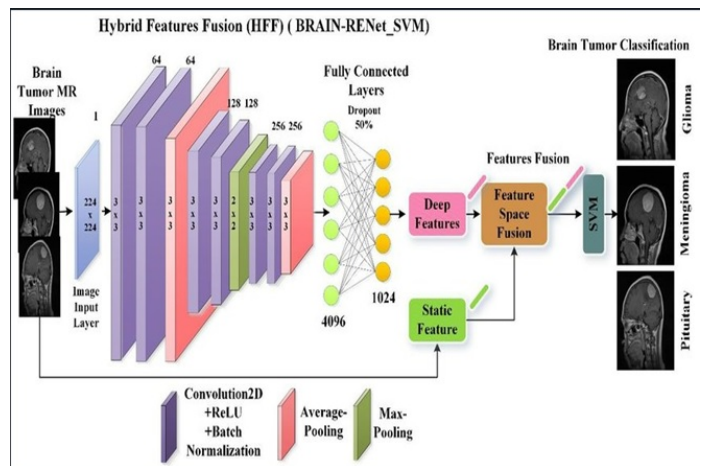 Hybrid Features Fusion (HFF) ( BRAIN-RENet_SVM)
Brain Tumor Classification
Brain
Tumor MR
Images
1
64
64
128
128
256
256
Fully Connected
Layers
Dropout
50%
224
x
224
3
x
3
3
x
3
3
x
3
3
x
3
3
x
3
2
x
2
3
x
3
3
x
3
3
x
3
Image
Input
Layer
4096
1024
Features Fusion
Deep
Features
Feature
Space
Fusion
Static
Feature
SVM
Glioma
Meningioma
Pituitary
Convolution2D
+ReLU
+Batch
Normalization
Average-
Pooling
Max-
Pooling